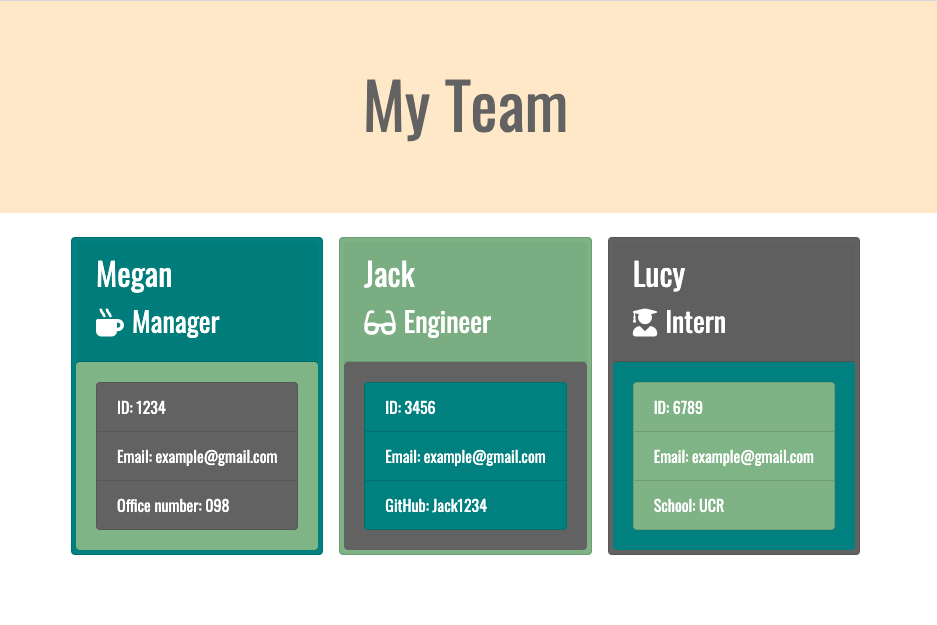 My Team
Megan
Manager
ID: 1234
Email: example@gmail.com
Office number: 098
Jack
Engineer
ID: 3456
Email: example@gmail.com
GitHub: Jack1234
Lucy
Intern
ID: 6789
Email: example@gmail.com
School: UCR